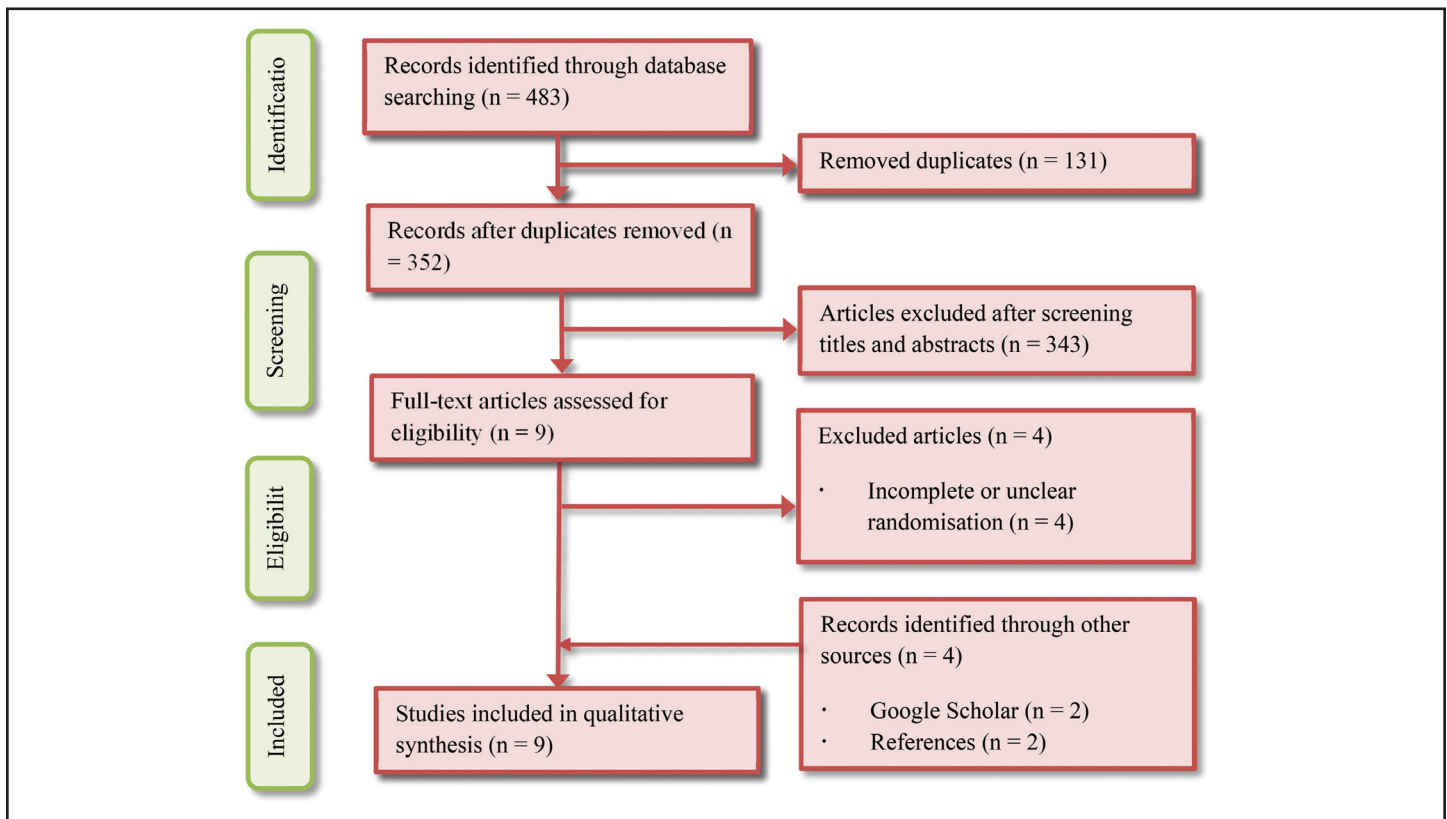 Identificatio
Records identified through database
searching (n = 483)
Removed duplicates (n = 131)
Records after duplicates removed (n
= 352)
Screening
Articles excluded after screening
titles and abstracts (n = 343)
Full-text articles assessed for
eligibility (n = 9)
Eligibilit
Excluded articles (n = 4)
· Incomplete or unclear
randomisation (n = 4)
Records identified through other
sources (n = 4)
· Google Scholar (n = 2)
· References (n = 2)
Included
Studies included in qualitative
synthesis (n = 9)